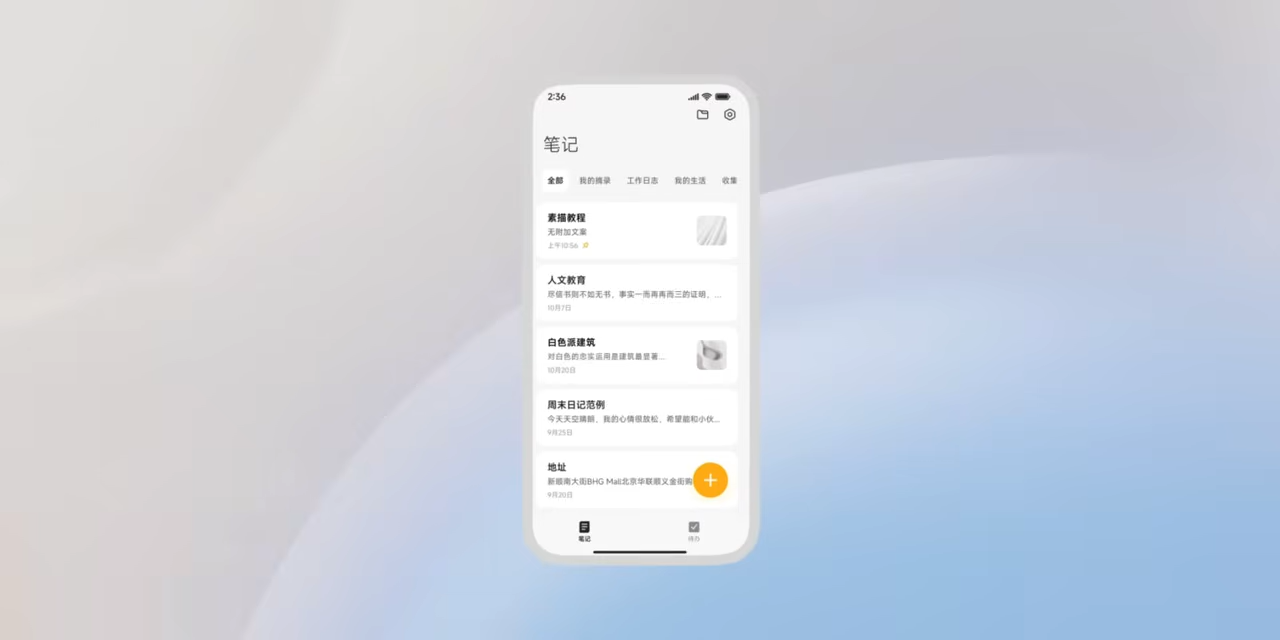 2:36
笔记
全部 我的摘录 工作日志 我的生活 收集
素描教程
无附加文案
上午10:56
人文教育
尽信书则不如无书，事实一而再再而三的证明，...
10月7日
白色派建筑
对白色的忠实运用是建筑最显著...
10月20日
周末日记范例
今天天空晴朗，我的心情很放松，希望能和小伙...
9月25日
地址
新顺南大街BHG Mall北京华联顺义金街购
9月20日
笔记 待办